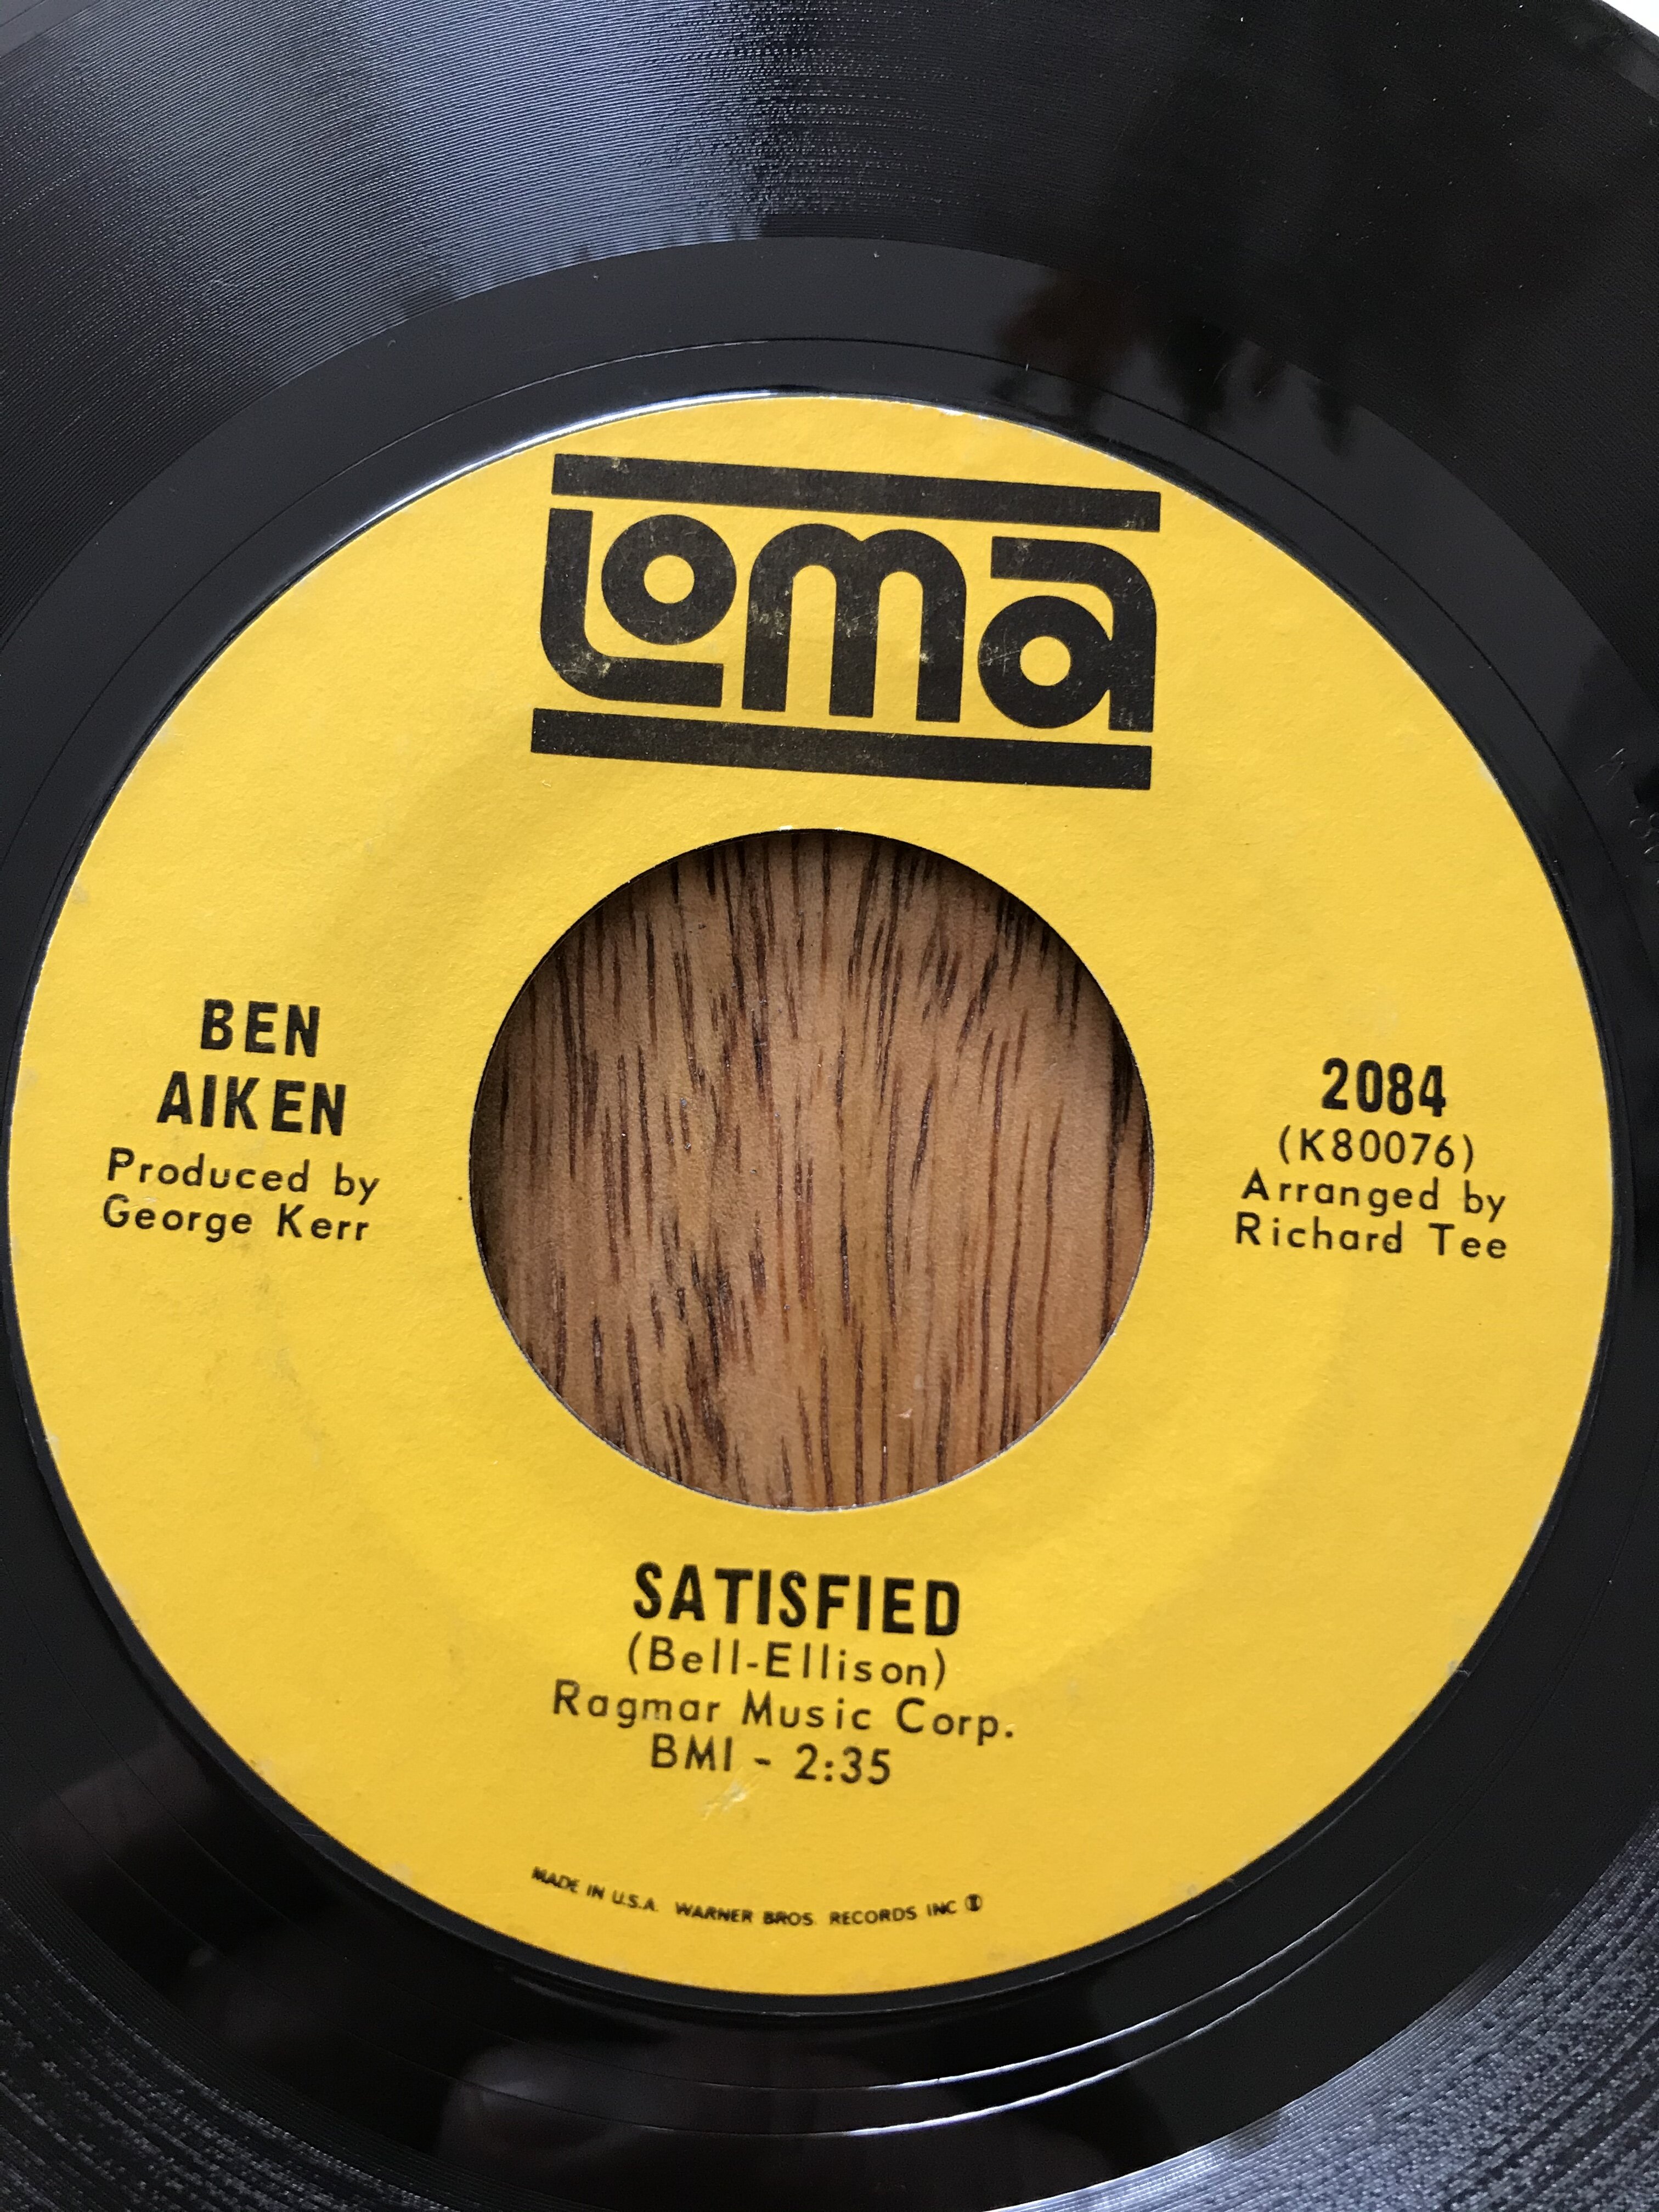 Loma
BEN
AIKEN
Produced by
George Kerr
2084
(K80076)
Arranged by
Richard Tee
SATISFIED
(Bell-Ellison)
Ragmar Music Corp.
BMI - 2:35
MADE IN U.S.A. WARNER BROS. RECORDS INC